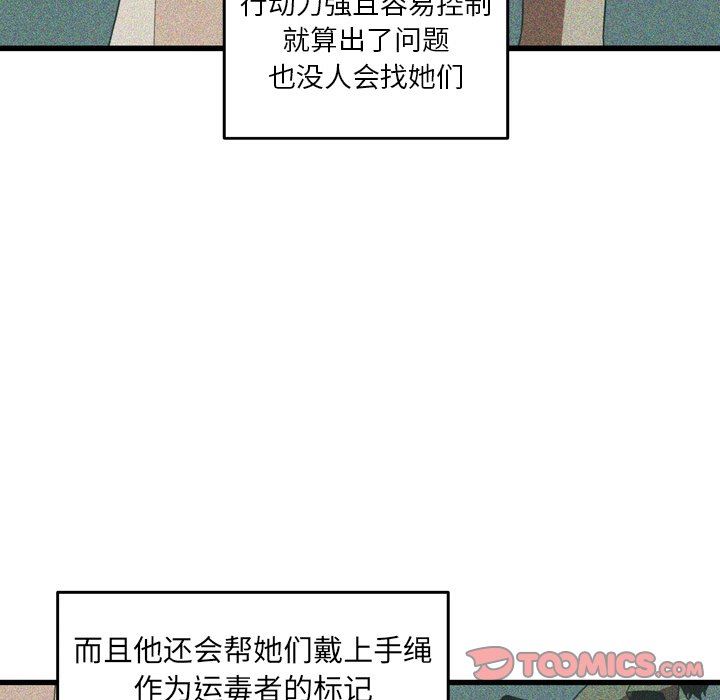 行动力强且容易控制
就算出了问题
也没人会找她们
而且他还会帮她们戴上手绳
作为运毒者的标记
TOOMICS.COM